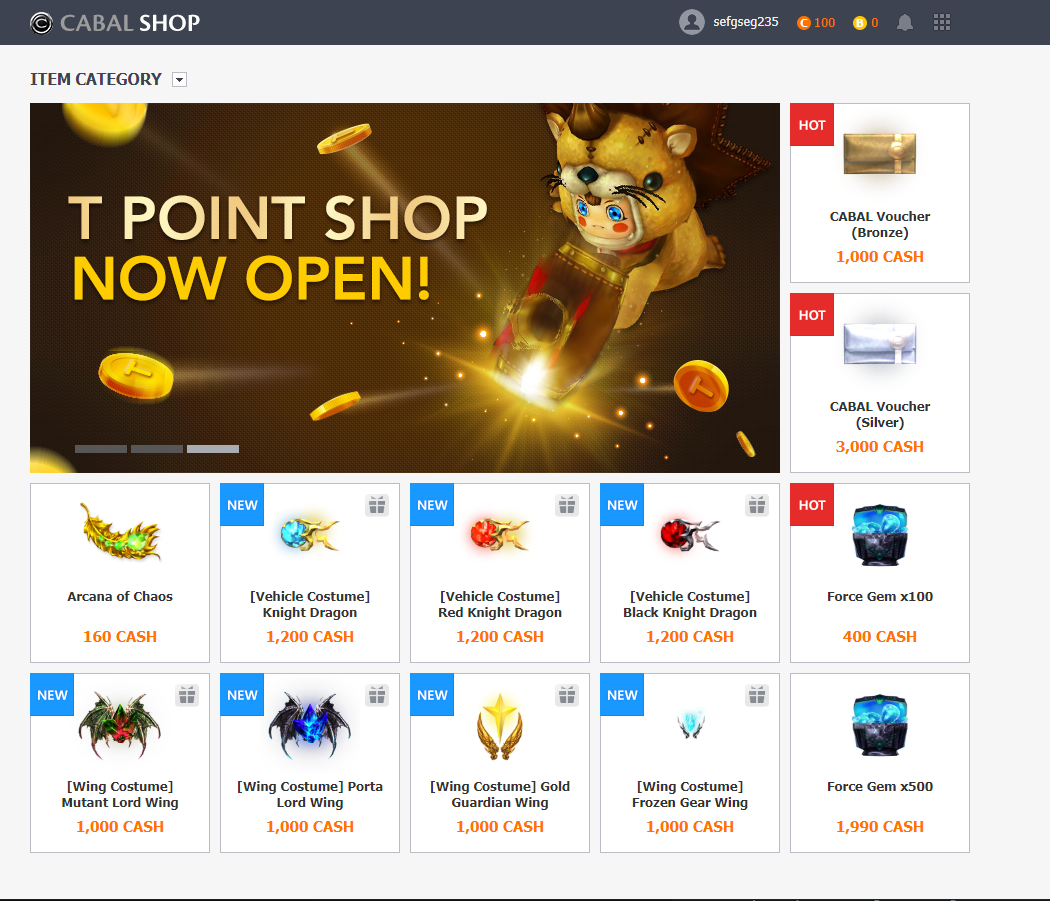 CABAL SHOP
sefgseg235
C 100
B 0
ITEM CATEGORY
T POINT SHOP
NOW OPEN!
T
T
HOT
CABAL Voucher
(Bronze)
1,000 CASH
HOT
CABAL Voucher
(Silver)
3,000 CASH
Arcana of Chaos
160 CASH
NEW
[Vehicle Costume]
Knight Dragon
1,200 CASH
NEW
[Vehicle Costume]
Red Knight Dragon
1,200 CASH
NEW
[Vehicle Costume]
Black Knight Dragon
1,200 CASH
HOT
Force Gem x100
400 CASH
NEW
[Wing Costume]
Mutant Lord Wing
1,000 CASH
NEW
[Wing Costume] Porta
Lord Wing
1,000 CASH
NEW
[Wing Costume] Gold
Guardian Wing
1,000 CASH
NEW
[Wing Costume]
Frozen Gear Wing
1,000 CASH
Force Gem x500
1,990 CASH